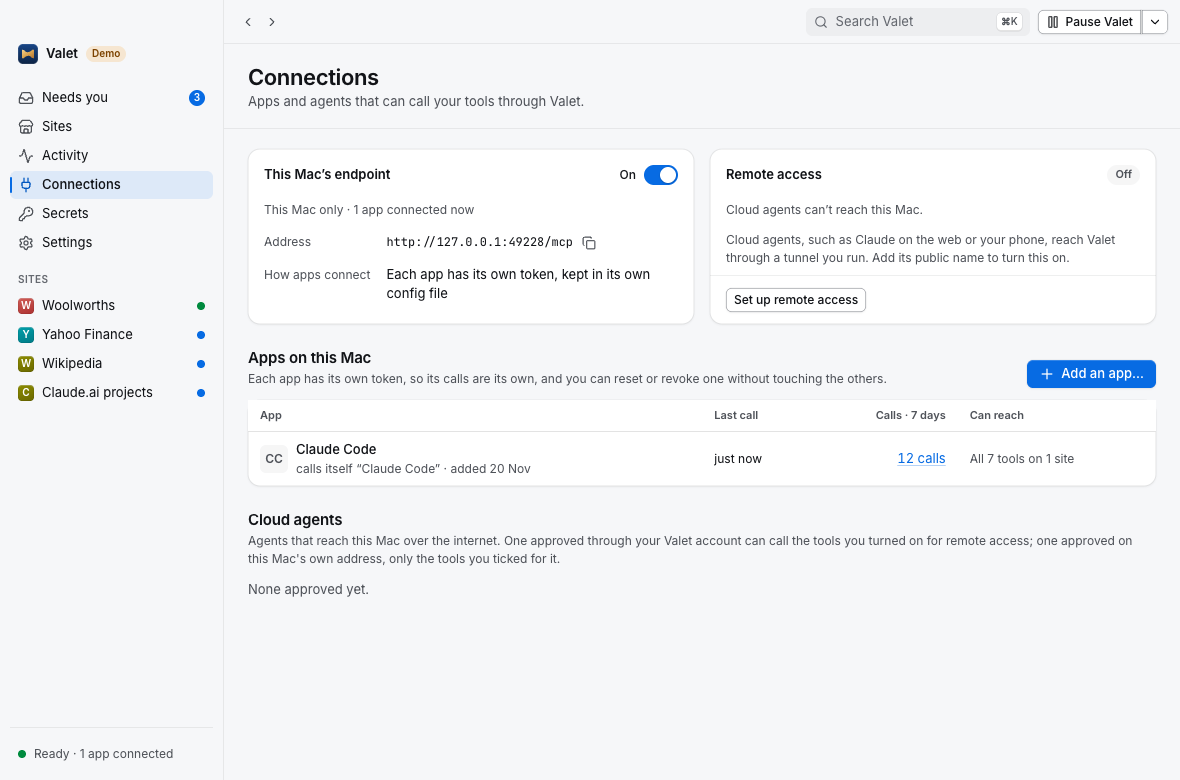 Search Valet
⌘K
Pause Valet
Valet
Demo
Needs you
3
Sites
Activity
Connections
Secrets
Settings
SITES
W Woolworths
Y Yahoo Finance
W Wikipedia
C Claude.ai projects
Ready · 1 app connected
Connections
Apps and agents that can call your tools through Valet.
This Mac’s endpoint
On
This Mac only · 1 app connected now
Address
http://127.0.0.1:49228/mcp
How apps connect
Each app has its own token, kept in its own
config file
Remote access
Off
Cloud agents can’t reach this Mac.
Cloud agents, such as Claude on the web or your phone, reach Valet
through a tunnel you run. Add its public name to turn this on.
Set up remote access
Apps on this Mac
Each app has its own token, so its calls are its own, and you can reset or revoke one without touching the others.
Add an app...
App
Last call
Calls · 7 days
Can reach
CC
Claude Code
calls itself “Claude Code” · added 20 Nov
just now
12 calls
All 7 tools on 1 site
Cloud agents
Agents that reach this Mac over the internet. One approved through your Valet account can call the tools you turned on for remote access; one approved on
this Mac's own address, only the tools you ticked for it.
None approved yet.